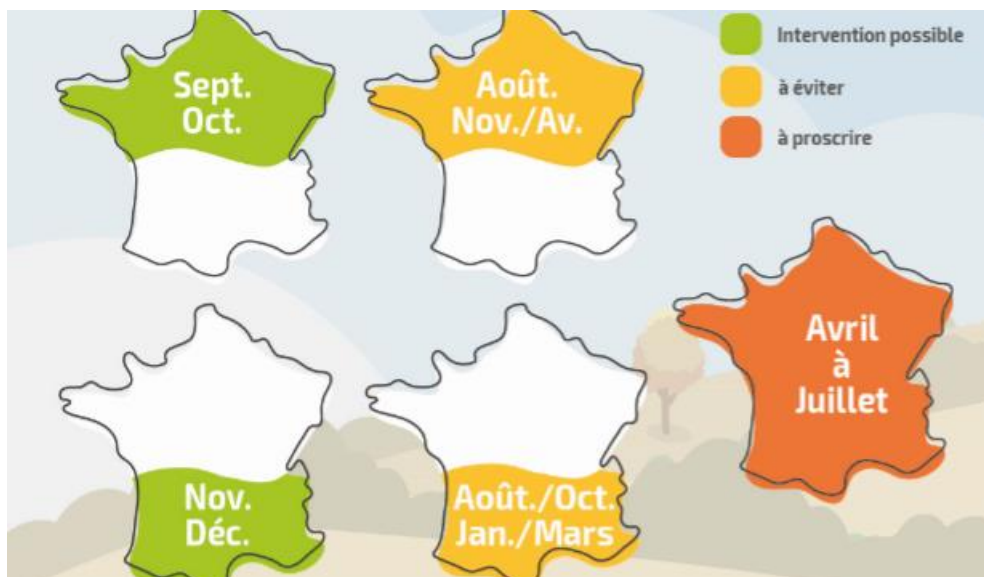 Sept.
Oct.
Août.
Nov./Av.
Intervention possible
à éviter
à proscrire
Avril
à
Juillet
Nov.
Déc.
Août./Oct.
Jan./Mars